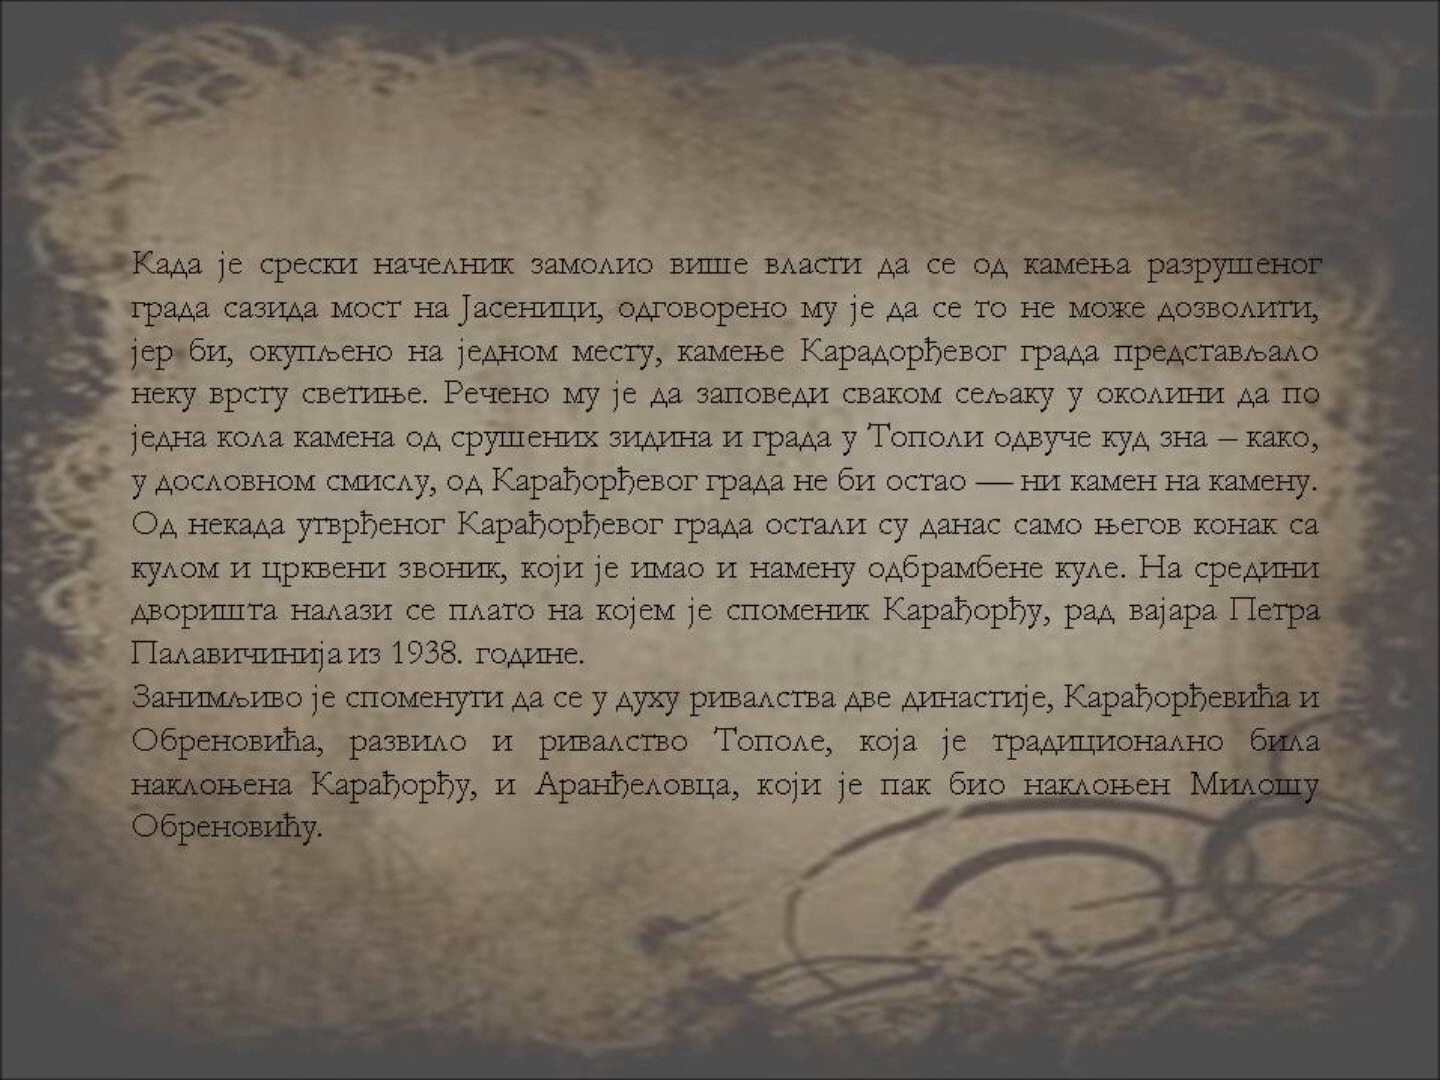 Када је срески начелник замолио више власти да се од камења разрушеног
града сазида мост на Јасеници, одговорено му је да се то не може дозволити,
јер би, окупљено на једном месту, камење Карадорђевог града представљало
неку врсту светиње. Речено му је да заповеди сваком сељаку у околини да по
једна кола камена од срушених зидина и града у Тополи одвуче куд зна – како,
у дословном смислу, од Карађорђевог града не би остао — ни камен на камену.
Од некада утврђеног Карађорђевог града остали су данас само његов конак са
кулом и црквени звоник, који је имао и намену одбрамбене куле. На средини
дворишта налази се плато на којем је споменик Карађорђу, рад вајара Петра
Палавичинија из 1938. године.
Занимљиво је споменути да се у духу ривалства две династије, Карађорђевића и
Обреновића, развило и ривалство Тополе, која је традиционално била
наклоњена Карађорђу, и Аранђеловца, који је пак био наклоњен Милошу
Обреновићу.